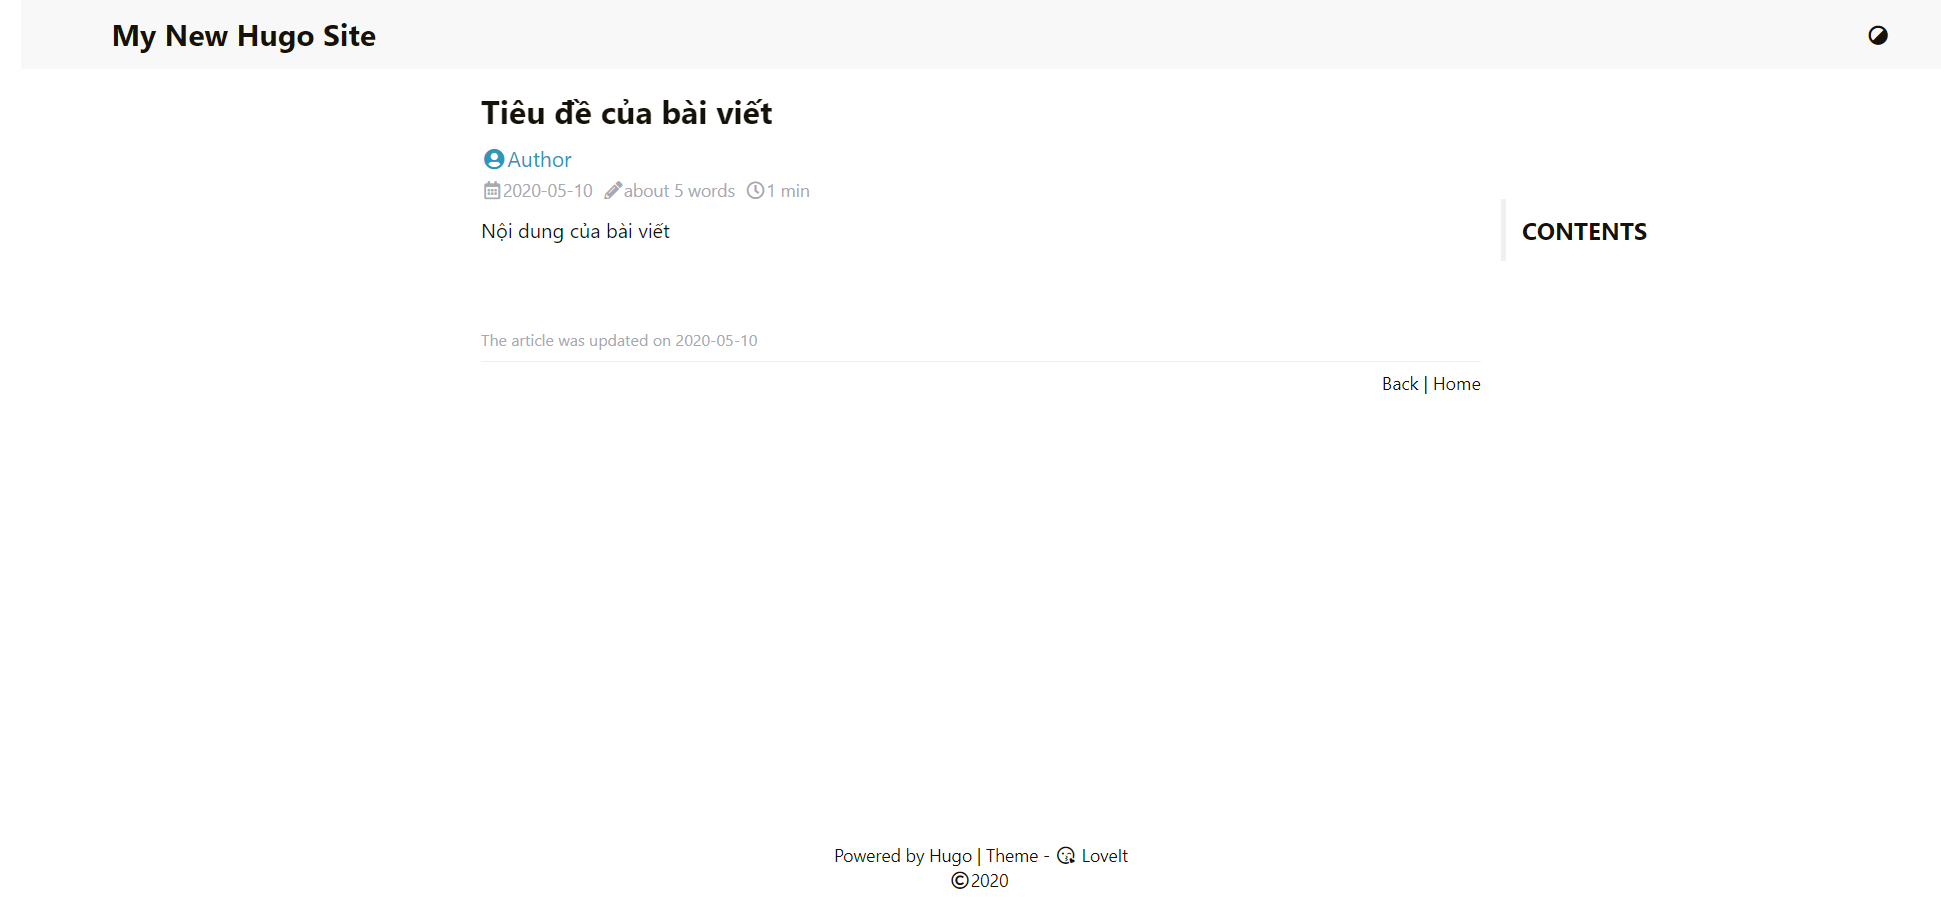 My New Hugo Site
Tiêu đề của bài viết
Author
2020-05-10 about 5 words 1 min
Nội dung của bài viết
CONTENTS
The article was updated on 2020-05-10
Back | Home
Powered by Hugo | Theme - LoveIt
©2020